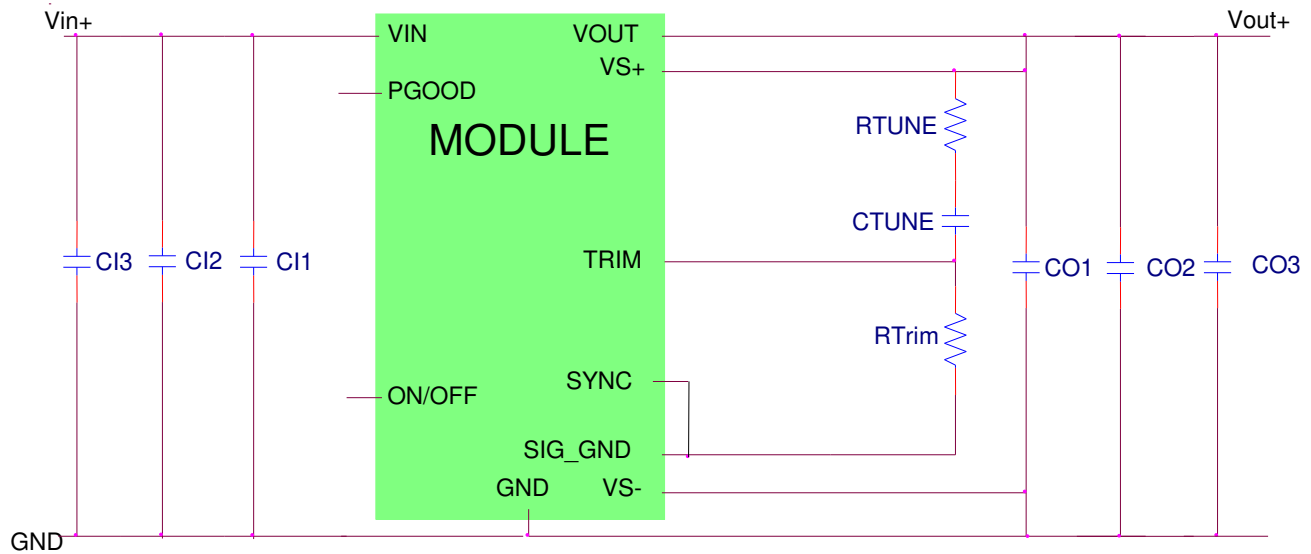 Vin+
Vout+
VIN
VOUT
VS+
PGOOD
MODULE
RTUNE
CTUNE
TRIM
CI3
CI2
CI1
CO1
CO2
CO3
RTrim
SYNC
ON/OFF
SIG_GND
GND
VS-
GND